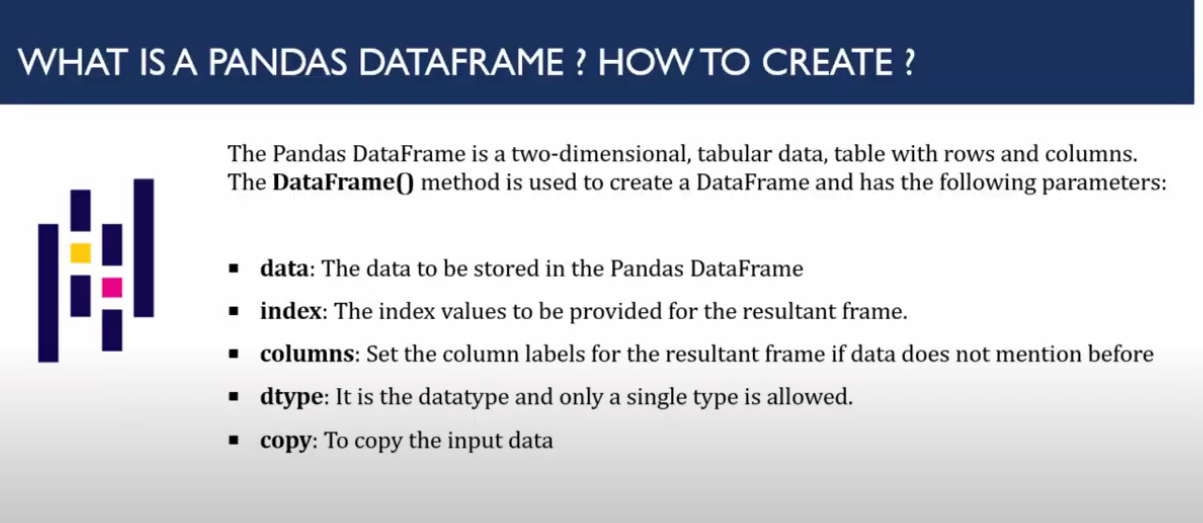 WHAT IS A PANDAS DATAFRAME ? HOW TO CREATE ?
The Pandas DataFrame is a two-dimensional, tabular data, table with rows and columns.
The DataFrame() method is used to create a DataFrame and has the following parameters:
▪ data: The data to be stored in the Pandas DataFrame
▪ index: The index values to be provided for the resultant frame.
▪ columns: Set the column labels for the resultant frame if data does not mention before
▪ dtype: It is the datatype and only a single type is allowed.
▪ copy: To copy the input data